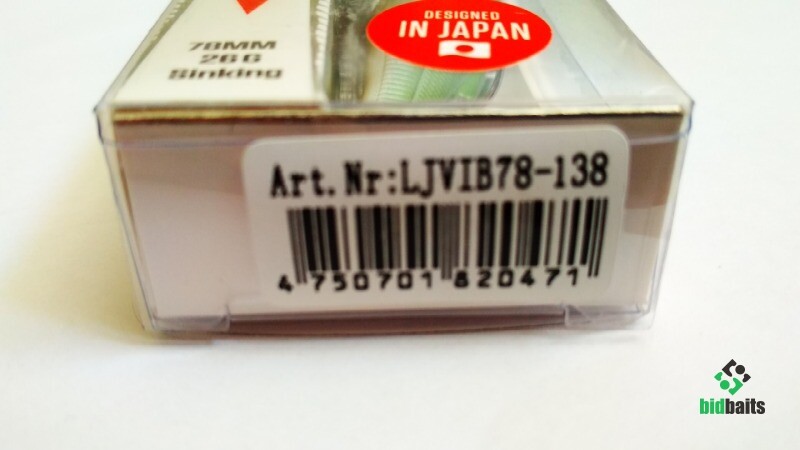 DESIGNED
IN JAPAN
78MM
26G
Sinking
Art.Nr:LJVIB78-138
4 750701 820471
bidbaits